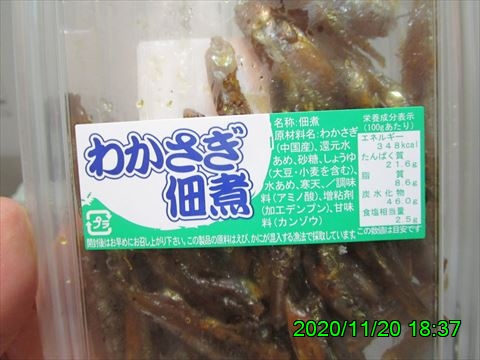 わかさぎ
佃煮
プラ
名称:佃煮
原材料名:わかさぎ
(中国産)、還元水
あめ、砂糖、しょうゆ
(大豆・小麦を含む)、
水あめ、寒天、/調味
料(アミノ酸)、増粘剤
(加工デンプン)、甘味
料(カンゾウ)
栄養成分表示
(100gあたり)
エネルギー
348kcal
たんぱく質
21.6g
脂質
8.6g
炭水化物
46.0g
食塩相当量
2.5g
開封後はお早めにお召し上がり下さい。この製品の原料はえび、かにが混入する漁法で採取しています。この数値は目安です
2020/11/20 18:37